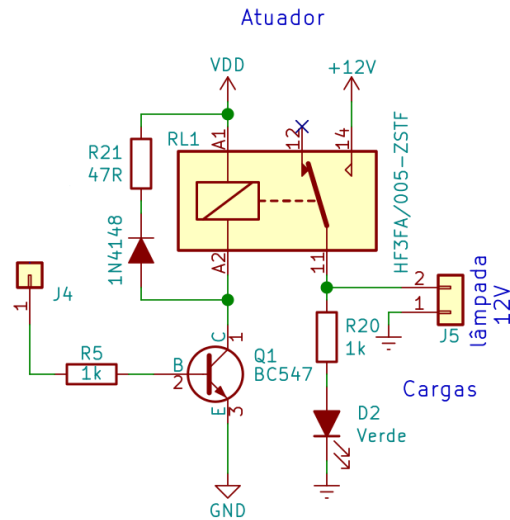 Atuador
VDD
+12V
RL1
A1
12
14
R21
47R
1N4148
HF3FA/005-ZSTF
A2
11
J4
1
2
1
J5
lâmpada
12V
R20
1k
R5
1k
B
2
C
1
Q1
BC547
E
3
Cargas
D2
Verde
GND